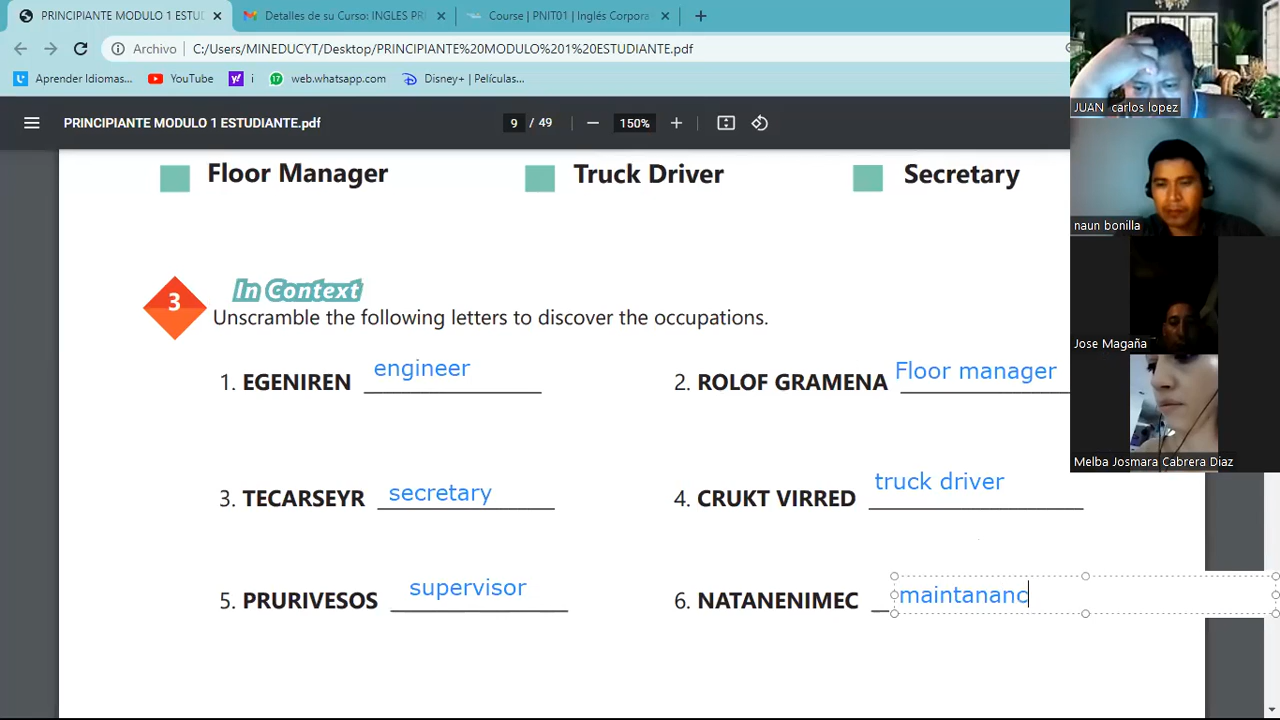 PRINCIPIANTE MODULO 1 ESTUD
Detalles de su Curso: INGLES PRI
Course | PNIT01 | Inglés Corpora
Archivo
C:/Users/MINEDUCYT/Desktop/PRINCIPIANTE%20MODULO%201%20ESTUDIANTE.pdf
Aprender Idiomas...
YouTube
i
web.whatsapp.com
Disney+ | Películas...
JUAN carlos lopez
PRINCIPIANTE MODULO 1 ESTUDIANTE.pdf
9 / 49
150%
Floor Manager
Truck Driver
Secretary
naun bonilla
3
In Context
Unscramble the following letters to discover the occupations.
Jose Magaña
1. EGENIREN engineer
2. ROLOF GRAMENA Floor manager
Melba Josmara Cabrera Diaz
3. TECARSEYR secretary
4. CRUKT VIRRED truck driver
5. PRURIVESOS supervisor
6. NATANENIMEC maintananc